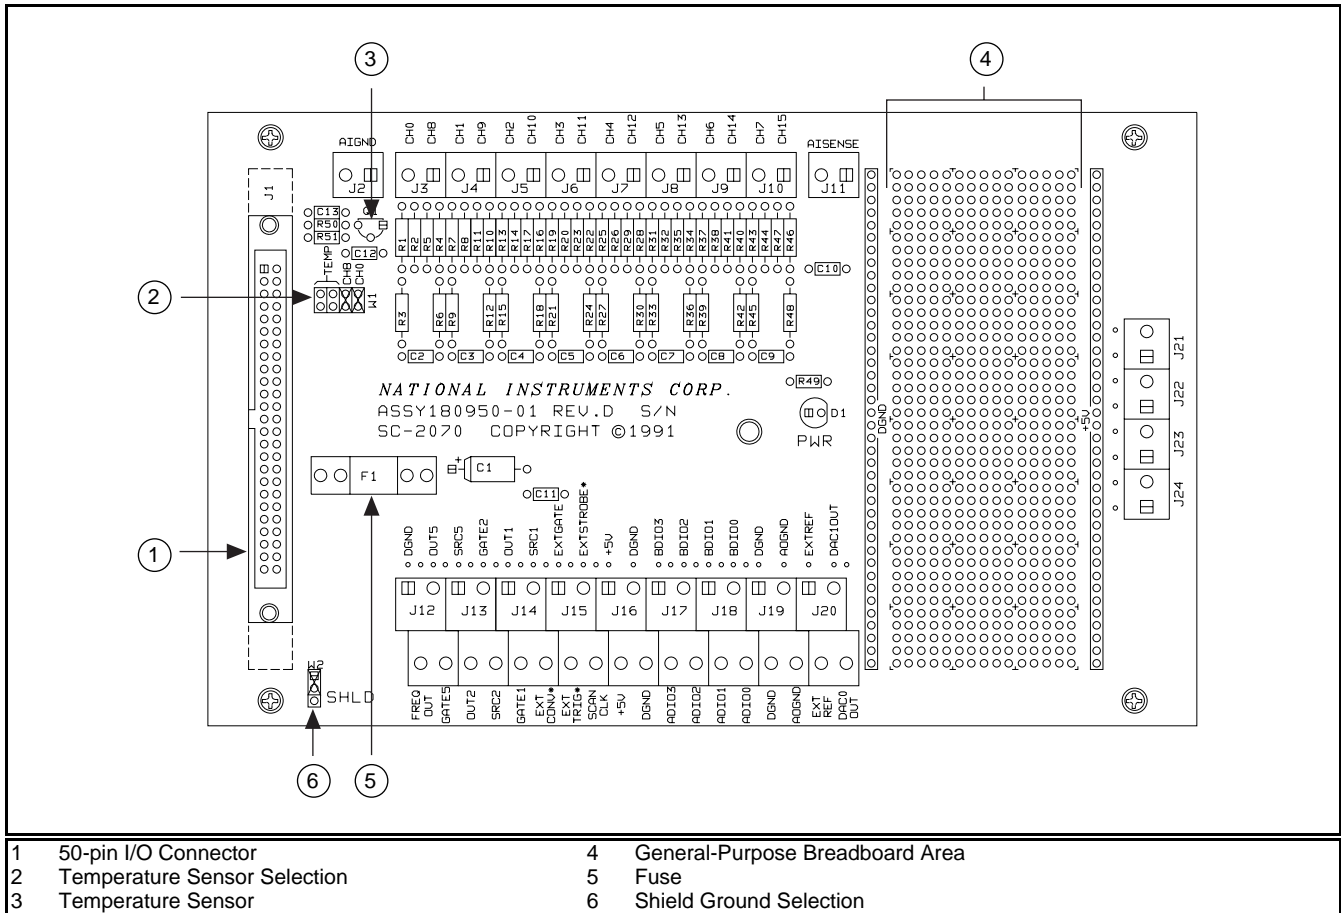 3
4
CH0 CH8 CH1 CH9 CH2 CH10 CH3 CH11 CH4 CH12 CH5 CH13 CH6 CH14 CH7 CH15
AIGND
AISENSE
J1
J2 J3 J4 J5 J6 J7 J8 J9 J10 J11
C13
R50
R51
C12
R1 R2 R5 R4 R7 R8 R11 R10 R13 R14 R17 R16 R19 R20 R23 R22 R25 R26 R29 R28 R31 R32 R35 R34 R37 R38 R41 R40 R43 R44 R47 R46
C10
TEMP
CH8
CH0
W1
2
R3 R6 R9 R12 R15 R18 R21 R24 R27 R30 R33 R36 R39 R42 R45 R48
C2 C3 C4 C5 C6 C7 C8 C9
NATIONAL INSTRUMENTS CORP.
ASSY180950-01 REV.D S/N
SC-2070 COPYRIGHT ©1991
R49
D1
PWR
DGND
+5V
J21
J22
J23
J24
F1
+
C1
C11
DGND OUT5 SRC5 GATE2 OUT1 SRC1 EXTGATE EXTSTROBE* +5V DGND BDIO3 BDIO2 BDIO1 BDIO0 DGND AOGND EXTREF DAC1OUT
1
J12 J13 J14 J15 J16 J17 J18 J19 J20
W2
SHLD
FREQ OUT GATE5 OUT2 SRC2 GATE1 EXT CONV* EXT TRIG* SCAN CLK +5V DGND ADIO3 ADIO2 ADIO1 ADIO0 DGND AOGND EXT REF DAC0 OUT
6
5
1 50-pin I/O Connector
2 Temperature Sensor Selection
3 Temperature Sensor
4 General-Purpose Breadboard Area
5 Fuse
6 Shield Ground Selection